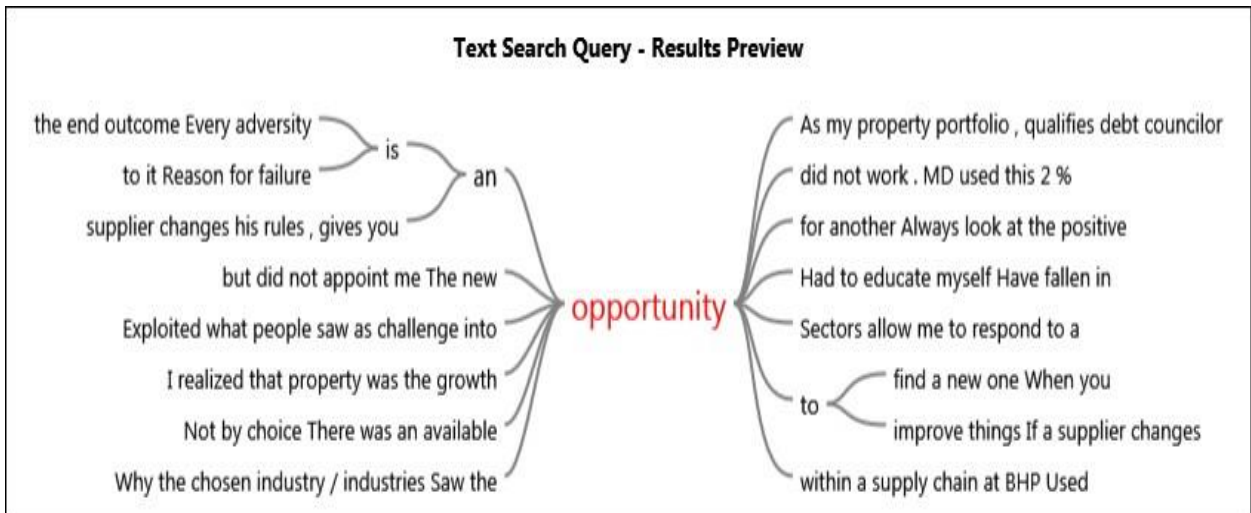 Text Search Query - Results Preview
the end outcome Every adversity
to it Reason for failure
is
supplier changes his rules , gives you
an
but did not appoint me The new
Exploited what people saw as challenge into
I realized that property was the growth
Not by choice There was an available
Why the chosen industry / industries Saw the
opportunity
As my property portfolio , qualifies debt councilor
did not work . MD used this 2 %
for another Always look at the positive
Had to educate myself Have fallen in
Sectors allow me to respond to a
to
find a new one When you
improve things If a supplier changes
within a supply chain at BHP Used